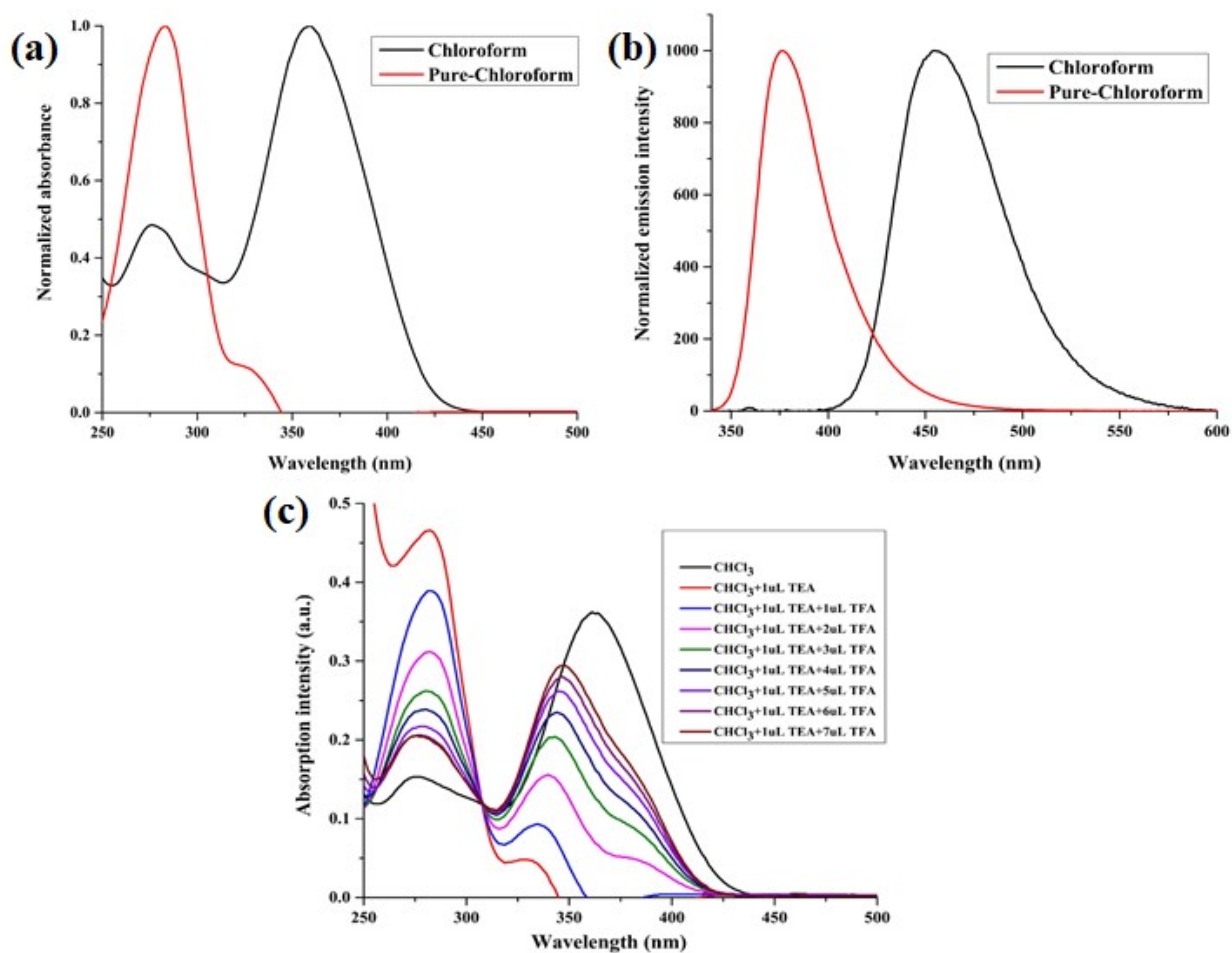 (a)
Chloroform
Pure-Chloroform
Normalized absorbance
1.0
0.8
0.6
0.4
0.2
0.0
250 300 350 400 450 500
Wavelength (nm)
(b)
Chloroform
Pure-Chloroform
Normalized emission intensity
1000
800
600
400
200
0
350 400 450 500 550 600
Wavelength (nm)
(c)
CHCl3
CHCl3+1uL TEA
CHCl3+1uL TEA+1uL TFA
CHCl3+1uL TEA+2uL TFA
CHCl3+1uL TEA+3uL TFA
CHCl3+1uL TEA+4uL TFA
CHCl3+1uL TEA+5uL TFA
CHCl3+1uL TEA+6uL TFA
CHCl3+1uL TEA+7uL TFA
Absorption intensity (a.u.)
0.5
0.4
0.3
0.2
0.1
0.0
250 300 350 400 450 500
Wavelength (nm)